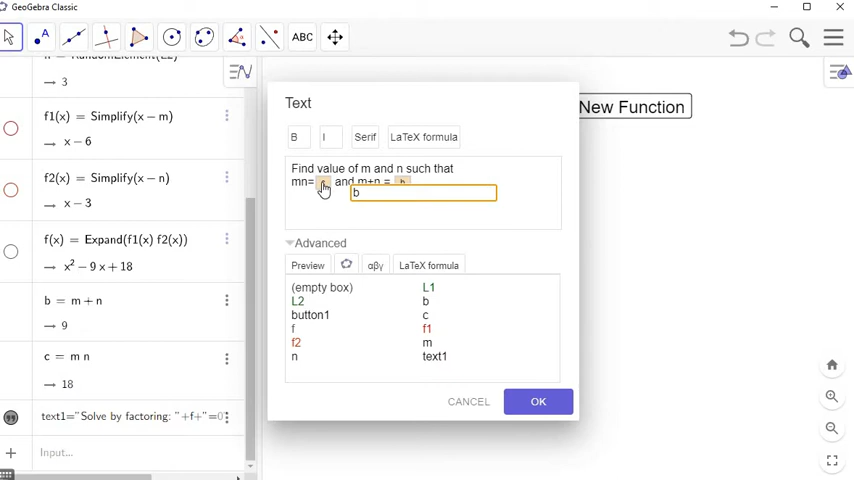 GeoGebra Classic
ABC
→ 3
f1(x) = Simplify(x − m)
→ x − 6
f2(x) = Simplify(x − n)
→ x − 3
f(x) = Expand(f1(x) f2(x))
→ x² − 9 x + 18
b = m + n
→ 9
c = m n
→ 18
text1="Solve by factoring: "+f+"=0"
Input...
New Function
Text
B
I
Serif
LaTeX formula
Find value of m and n such that
mn= and m+n = b
b
Advanced
Preview
αβγ
LaTeX formula
(empty box)
L1
L2
b
button1
c
f
f1
f2
m
n
text1
CANCEL
OK